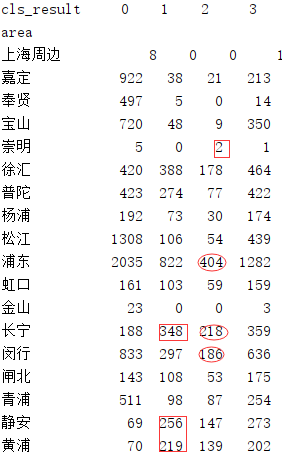 cls_result 0 1 2 3
area
上海周边 8 0 0 1
嘉定 922 38 21 213
奉贤 497 5 0 14
宝山 720 48 9 350
崇明 5 0 2 1
徐汇 420 388 178 464
普陀 423 274 77 422
杨浦 192 73 30 174
松江 1308 106 54 439
浦东 2035 822 404 1282
虹口 161 103 59 159
金山 23 0 0 3
长宁 188 348 218 359
闵行 833 297 186 636
闸北 143 108 53 175
青浦 511 98 87 254
静安 69 256 147 273
黄浦 70 219 139 202